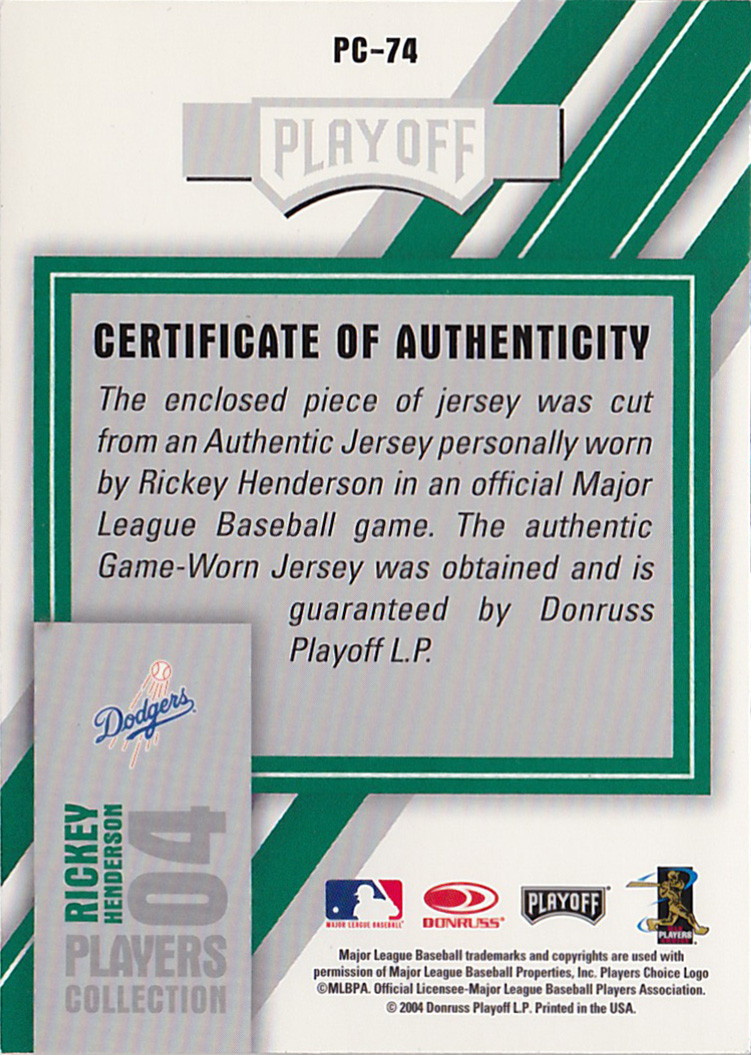 PC-74
PLAYOFF
CERTIFICATE OF AUTHENTICITY
The enclosed piece of jersey was cut
from an Authentic Jersey personally worn
by Rickey Henderson in an official Major
League Baseball game. The authentic
Game-Worn Jersey was obtained and is
guaranteed by Donruss
Playoff L.P.
Dodgers
RICKEY
HENDERSON
04
PLAYERS
COLLECTION
MAJOR LEAGUE BASEBALL
DONRUSS
PLAYOFF
PLAYERS
Major League Baseball trademarks and copyrights are used with
permission of Major League Baseball Properties, Inc. Players Choice Logo
©MLBPA. Official Licensee-Major League Baseball Players Association.
© 2004 Donruss Playoff L.P. Printed in the USA.